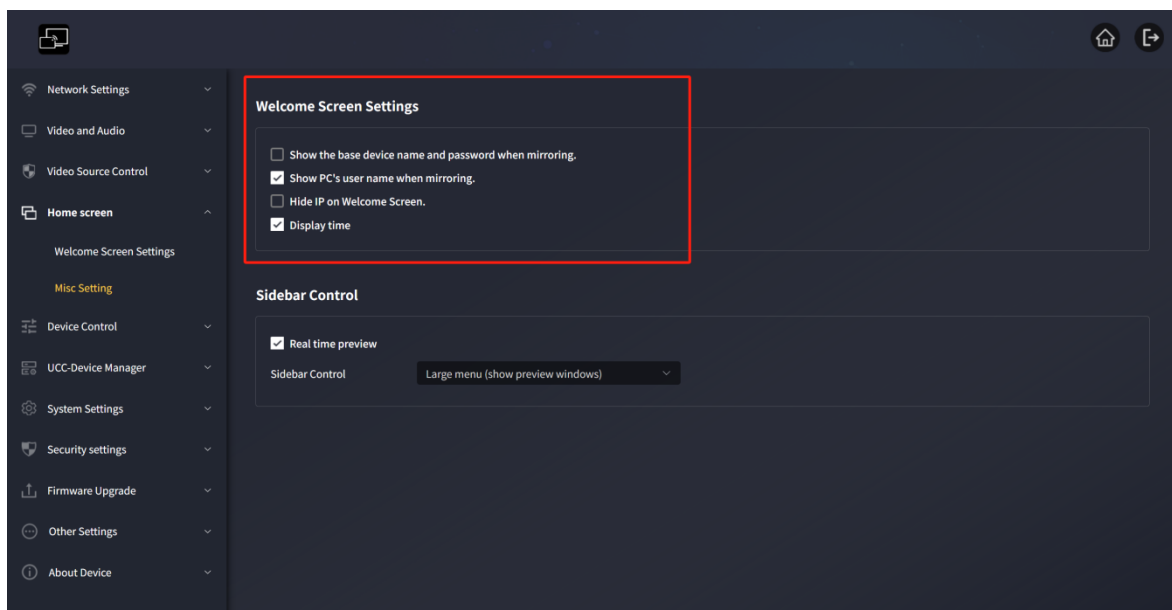 Network Settings
Video and Audio
Video Source Control
Home screen
Welcome Screen Settings
Misc Setting
Device Control
UCC-Device Manager
System Settings
Security settings
Firmware Upgrade
Other Settings
About Device
Welcome Screen Settings
Show the base device name and password when mirroring.
Show PC's user name when mirroring.
Hide IP on Welcome Screen.
Display time
Sidebar Control
Real time preview
Sidebar Control Large menu (show preview windows)